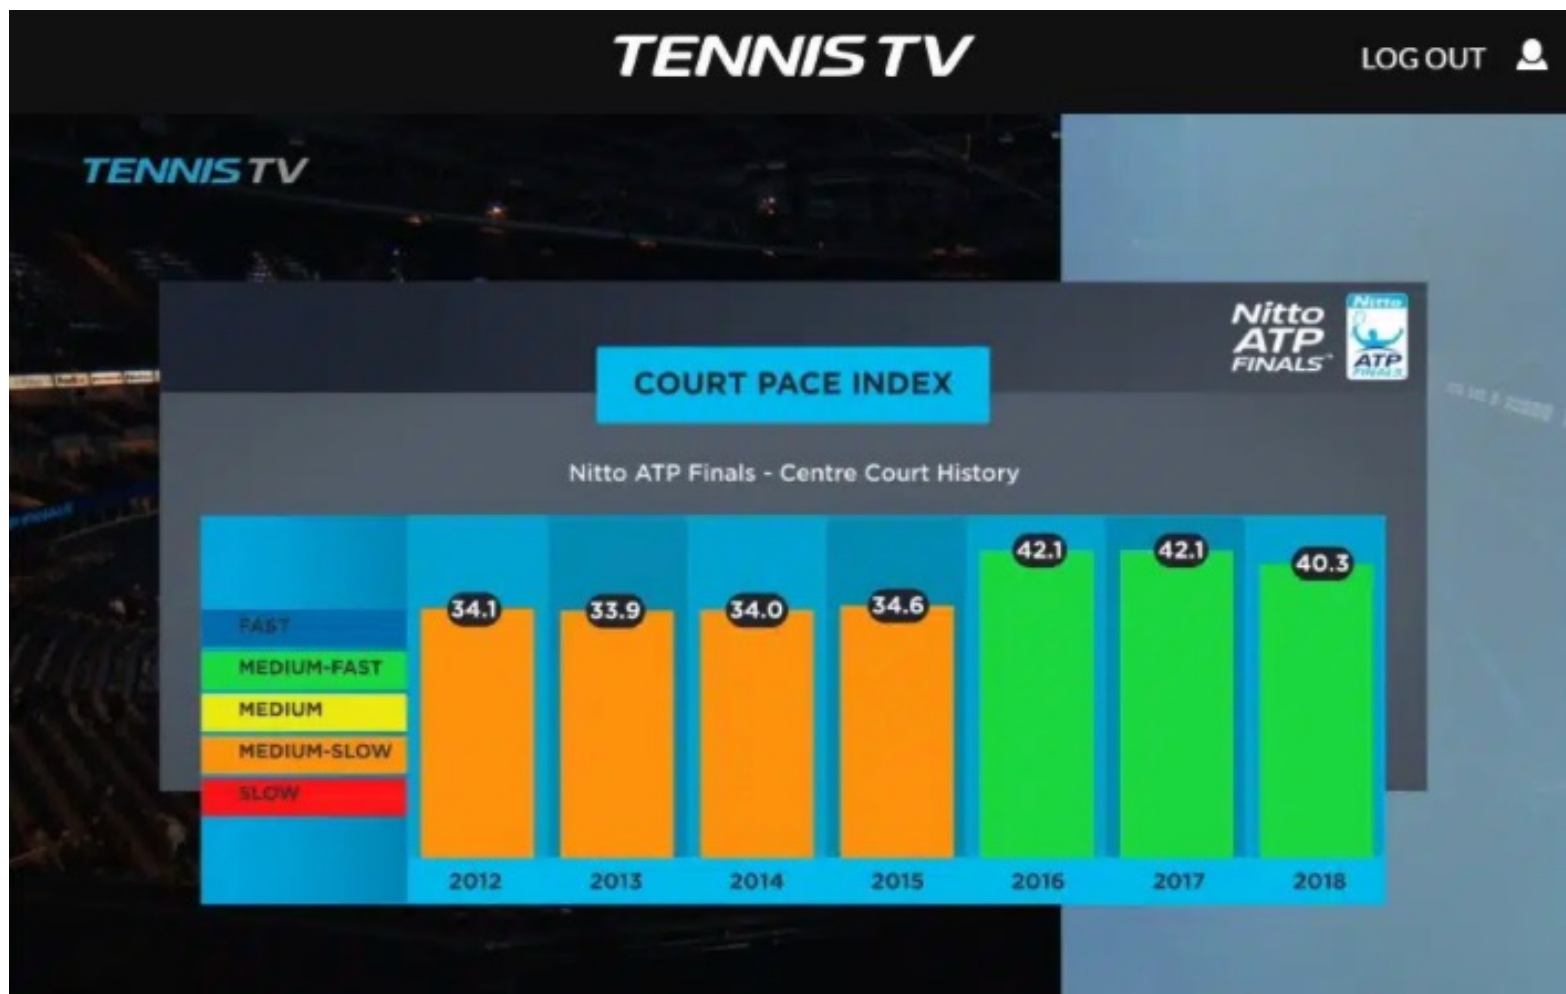 TENNIS TV
LOG OUT
TENNIS TV
Nitto
ATP
FINALS™
Nitto
ATP
FINALS
COURT PACE INDEX
Nitto ATP Finals - Centre Court History
FAST
MEDIUM-FAST
MEDIUM
MEDIUM-SLOW
SLOW
34.1
33.9
34.0
34.6
42.1
42.1
40.3
2012
2013
2014
2015
2016
2017
2018